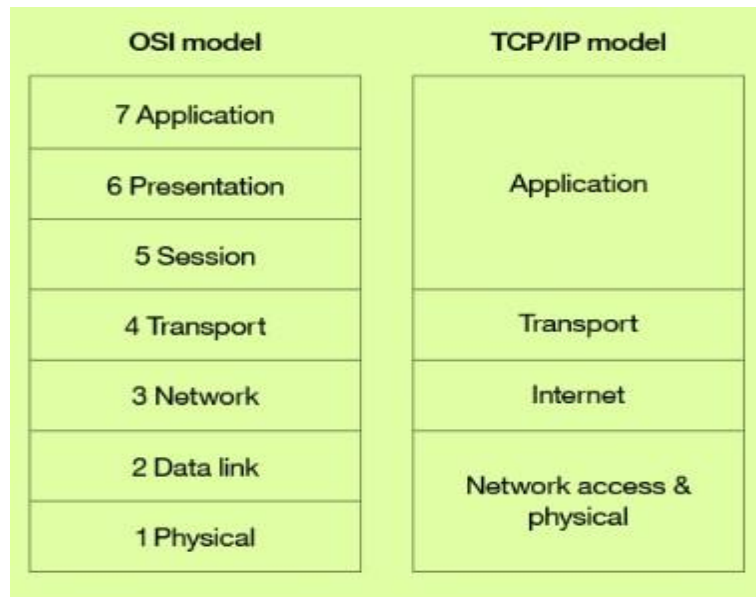 OSI model
7 Application
6 Presentation
5 Session
4 Transport
3 Network
2 Data link
1 Physical
TCP/IP model
Application
Transport
Internet
Network access &
physical